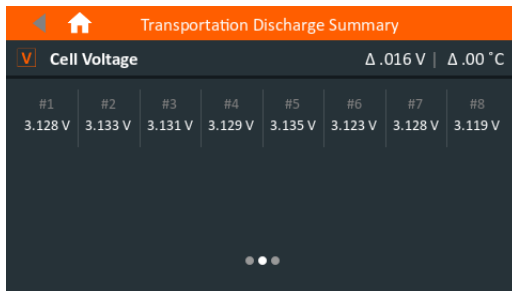 Transportation Discharge Summary
V Cell Voltage Δ .016 V | Δ .00 °C
#1 #2 #3 #4 #5 #6 #7 #8
3.128 V 3.133 V 3.131 V 3.129 V 3.135 V 3.123 V 3.128 V 3.119 V